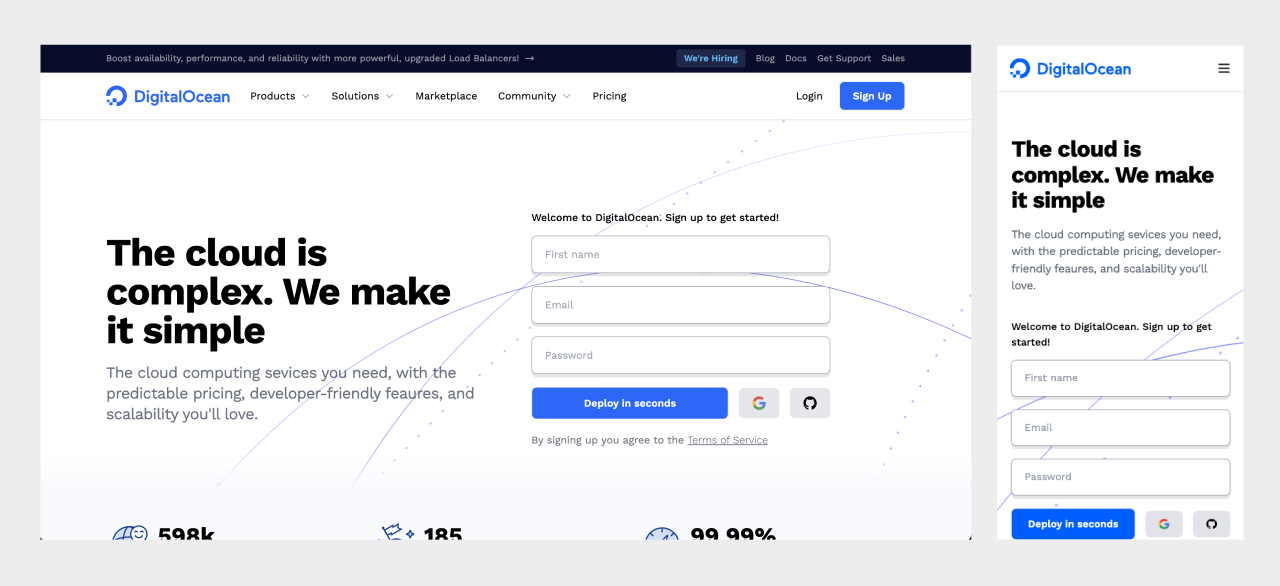 Boost availability, performance, and reliability with more powerful, upgraded Load Balancers! →
We're Hiring Blog Docs Get Support Sales
DigitalOcean Products Solutions Marketplace Community Pricing Login Sign Up
The cloud is
complex. We make
it simple
The cloud computing sevices you need, with the
predictable pricing, developer-friendly feaures, and
scalability you'll love.
Welcome to DigitalOcean. Sign up to get started!
First name
Email
Password
Deploy in seconds
By signing up you agree to the Terms of Service
598k
185
99.99%
DigitalOcean
The cloud is
complex. We make
it simple
The cloud computing sevices you need,
with the predictable pricing, developer-
friendly feaures, and scalability you'll
love.
Welcome to DigitalOcean. Sign up to get
started!
First name
Email
Password
Deploy in seconds